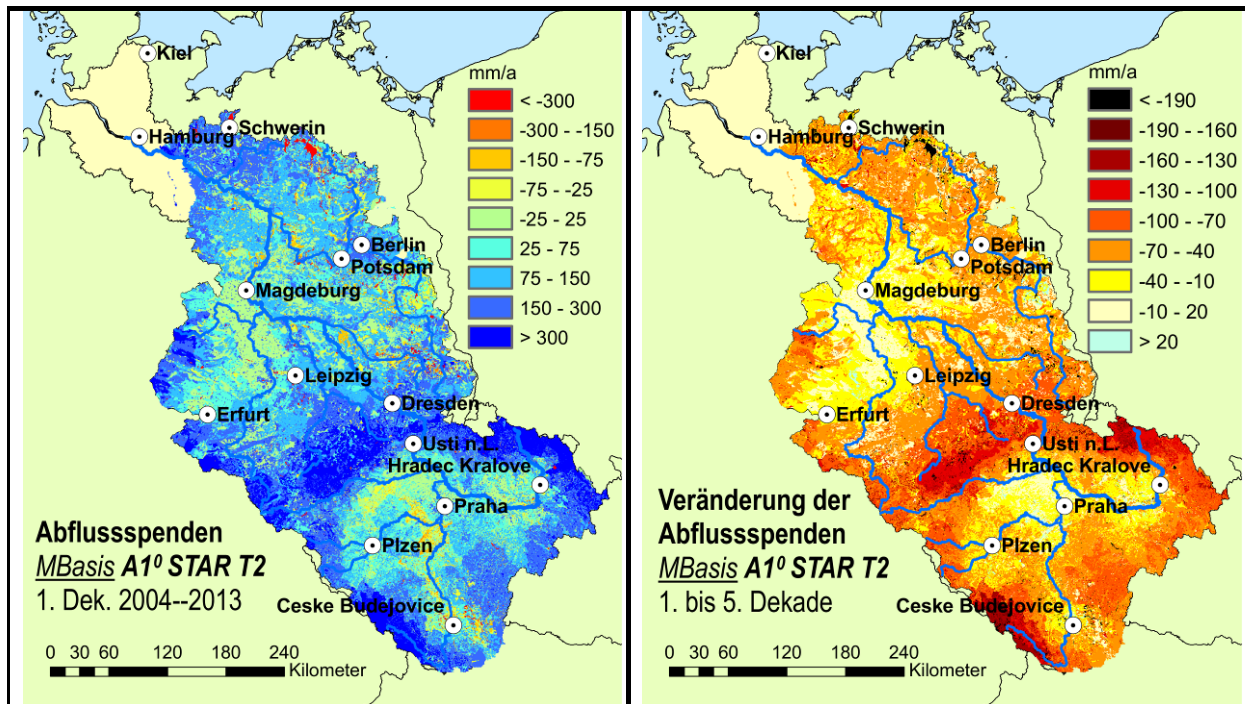 Kiel
mm/a
< -300
-300 - -150
-150 - -75
-75 - -25
-25 - 25
25 - 75
75 - 150
150 - 300
> 300
Schwerin
Hamburg
Berlin
Potsdam
Magdeburg
Leipzig
Erfurt
Dresden
Usti n.L.
Hradec Kralove
Praha
Plzen
Ceske Budejovice
Abflussspenden
MBasis A1⁰ STAR T2
1. Dek. 2004--2013
0 15 30 60 120 180 240
Kilometer
Kiel
mm/a
< -190
-190 - -160
-160 - -130
-130 - -100
-100 - -70
-70 - -40
-40 - -10
-10 - 20
> 20
Schwerin
Hamburg
Berlin
Potsdam
Magdeburg
Leipzig
Erfurt
Dresden
Usti n.L.
Hradec Kralove
Praha
Plzen
Ceske Budejovice
Veränderung der
Abflussspenden
MBasis A1⁰ STAR T2
1. bis 5. Dekade
0 15 30 60 120 180 240
Kilometer